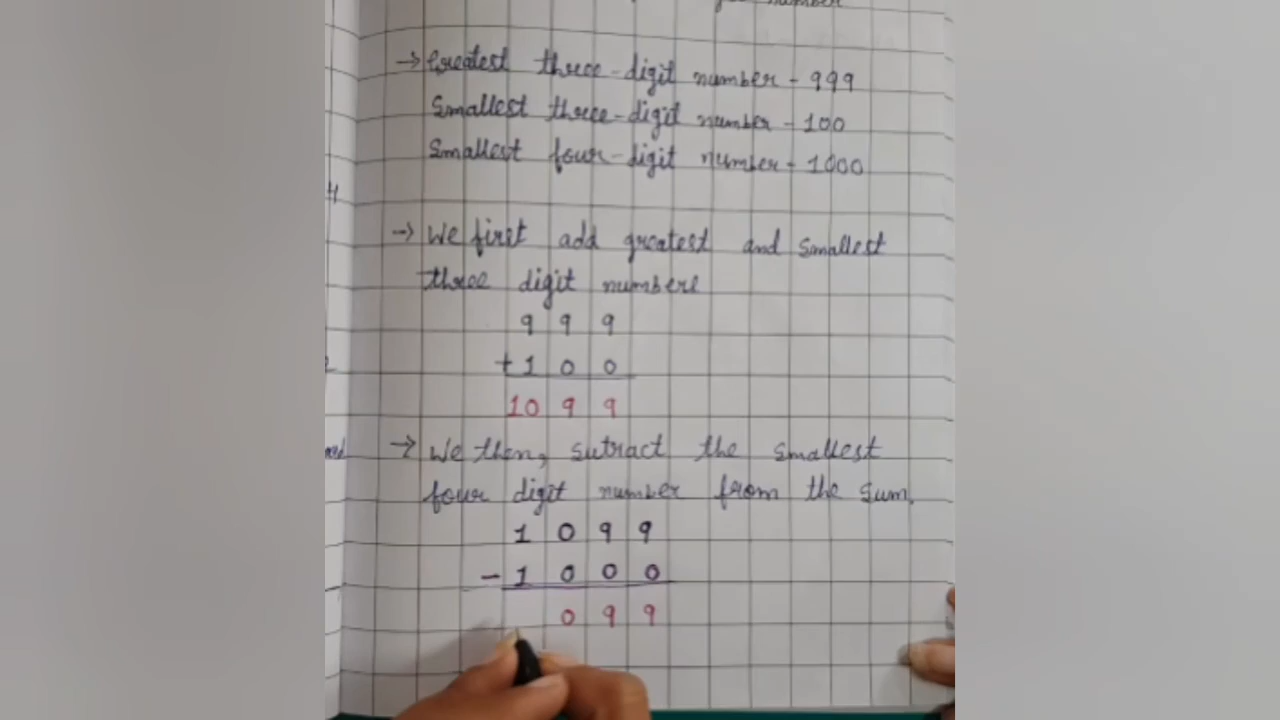 number
→ Greatest three-digit number - 999
Smallest three-digit number - 100
Smallest four-digit number - 1000
→ We first add greatest and smallest
three digit numbers
9 9 9
+ 1 0 0
10 9 9
→ We then, sutract the smallest
four digit number from the sum.
1 0 9 9
- 1 0 0 0
0 9 9